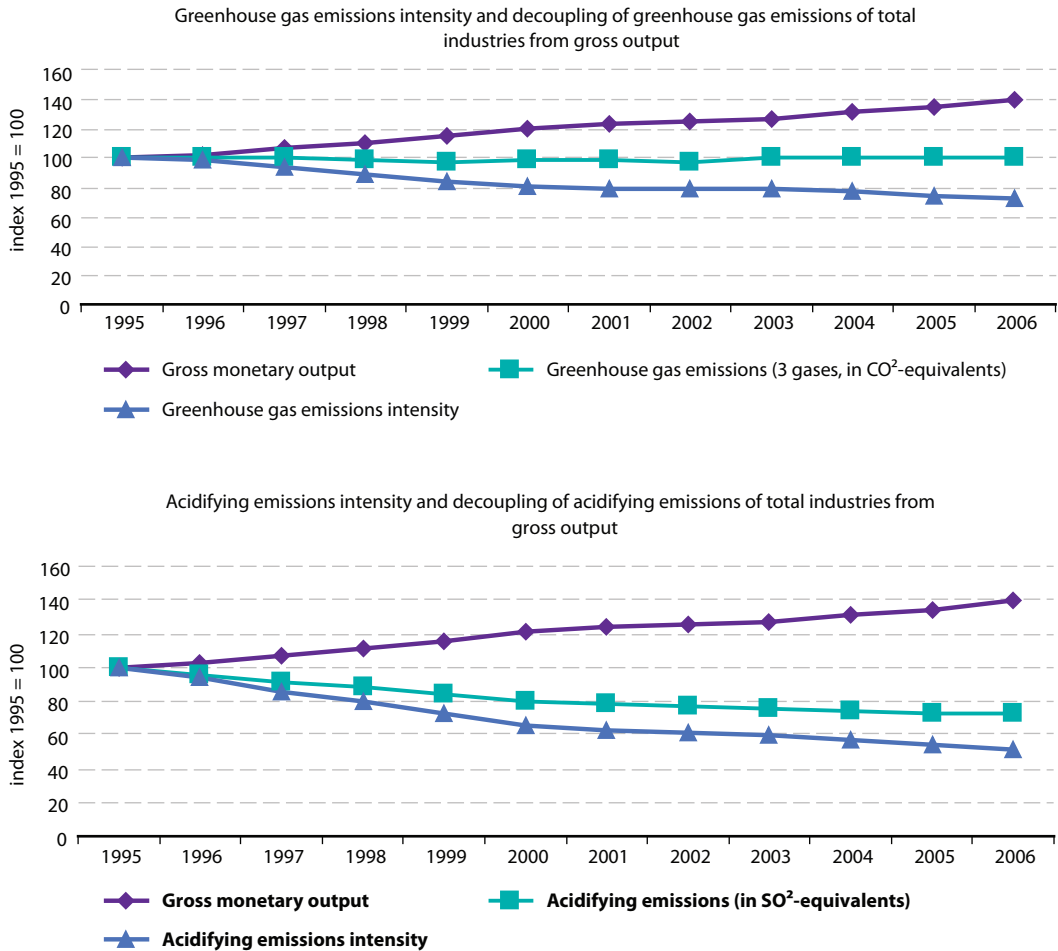 Greenhouse gas emissions intensity and decoupling of greenhouse gas emissions of total
industries from gross output
160
140
120
100
80
60
40
20
0
index 1995 = 100
1995 1996 1997 1998 1999 2000 2001 2002 2003 2004 2005 2006
Gross monetary output
Greenhouse gas emissions (3 gases, in CO²-equivalents)
Greenhouse gas emissions intensity
Acidifying emissions intensity and decoupling of acidifying emissions of total industries from
gross output
160
140
120
100
80
60
40
20
0
index 1995 = 100
1995 1996 1997 1998 1999 2000 2001 2002 2003 2004 2005 2006
Gross monetary output
Acidifying emissions (in SO²-equivalents)
Acidifying emissions intensity